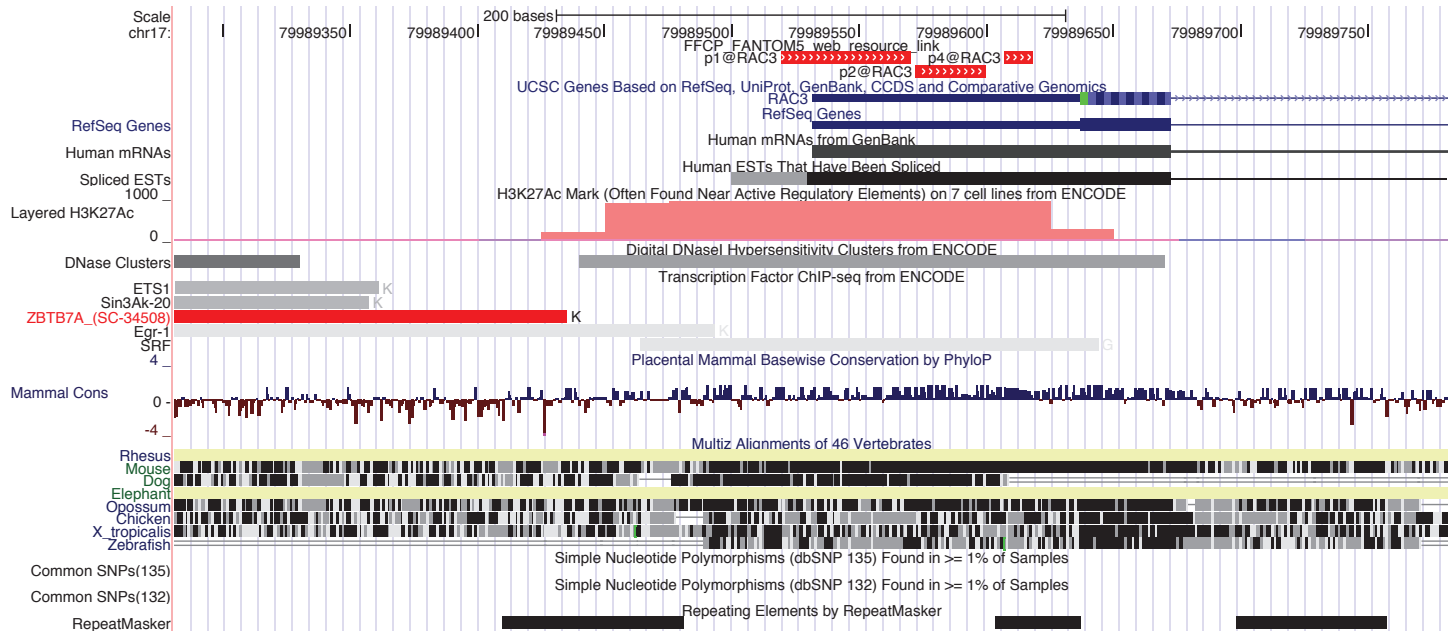 Scale 200 bases
chr17: 79989350 79989400 79989450 79989500 79989550 79989600 79989650 79989700 79989750
FFCP_FANTOM5_web_resource_link
p1@RAC3 p4@RAC3
p2@RAC3
UCSC Genes Based on RefSeq, UniProt, GenBank, CCDS and Comparative Genomics
RAC3
RefSeq Genes
RefSeq Genes
Human mRNAs from GenBank
Human mRNAs
Human ESTs That Have Been Spliced
Spliced ESTs
1000 _
H3K27Ac Mark (Often Found Near Active Regulatory Elements) on 7 cell lines from ENCODE
Layered H3K27Ac
0 _
Digital DNaseI Hypersensitivity Clusters from ENCODE
DNase Clusters
Transcription Factor ChIP-seq from ENCODE
ETS1 K
Sin3Ak-20 K
ZBTB7A_(SC-34508) K
Egr-1 K
SRF G
4 _
Placental Mammal Basewise Conservation by PhyloP
Mammal Cons
0 -
-4 _
Multiz Alignments of 46 Vertebrates
Rhesus
Mouse
Dog
Elephant
Opossum
Chicken
X_tropicalis
Zebrafish
Simple Nucleotide Polymorphisms (dbSNP 135) Found in >= 1% of Samples
Common SNPs(135)
Simple Nucleotide Polymorphisms (dbSNP 132) Found in >= 1% of Samples
Common SNPs(132)
Repeating Elements by RepeatMasker
RepeatMasker